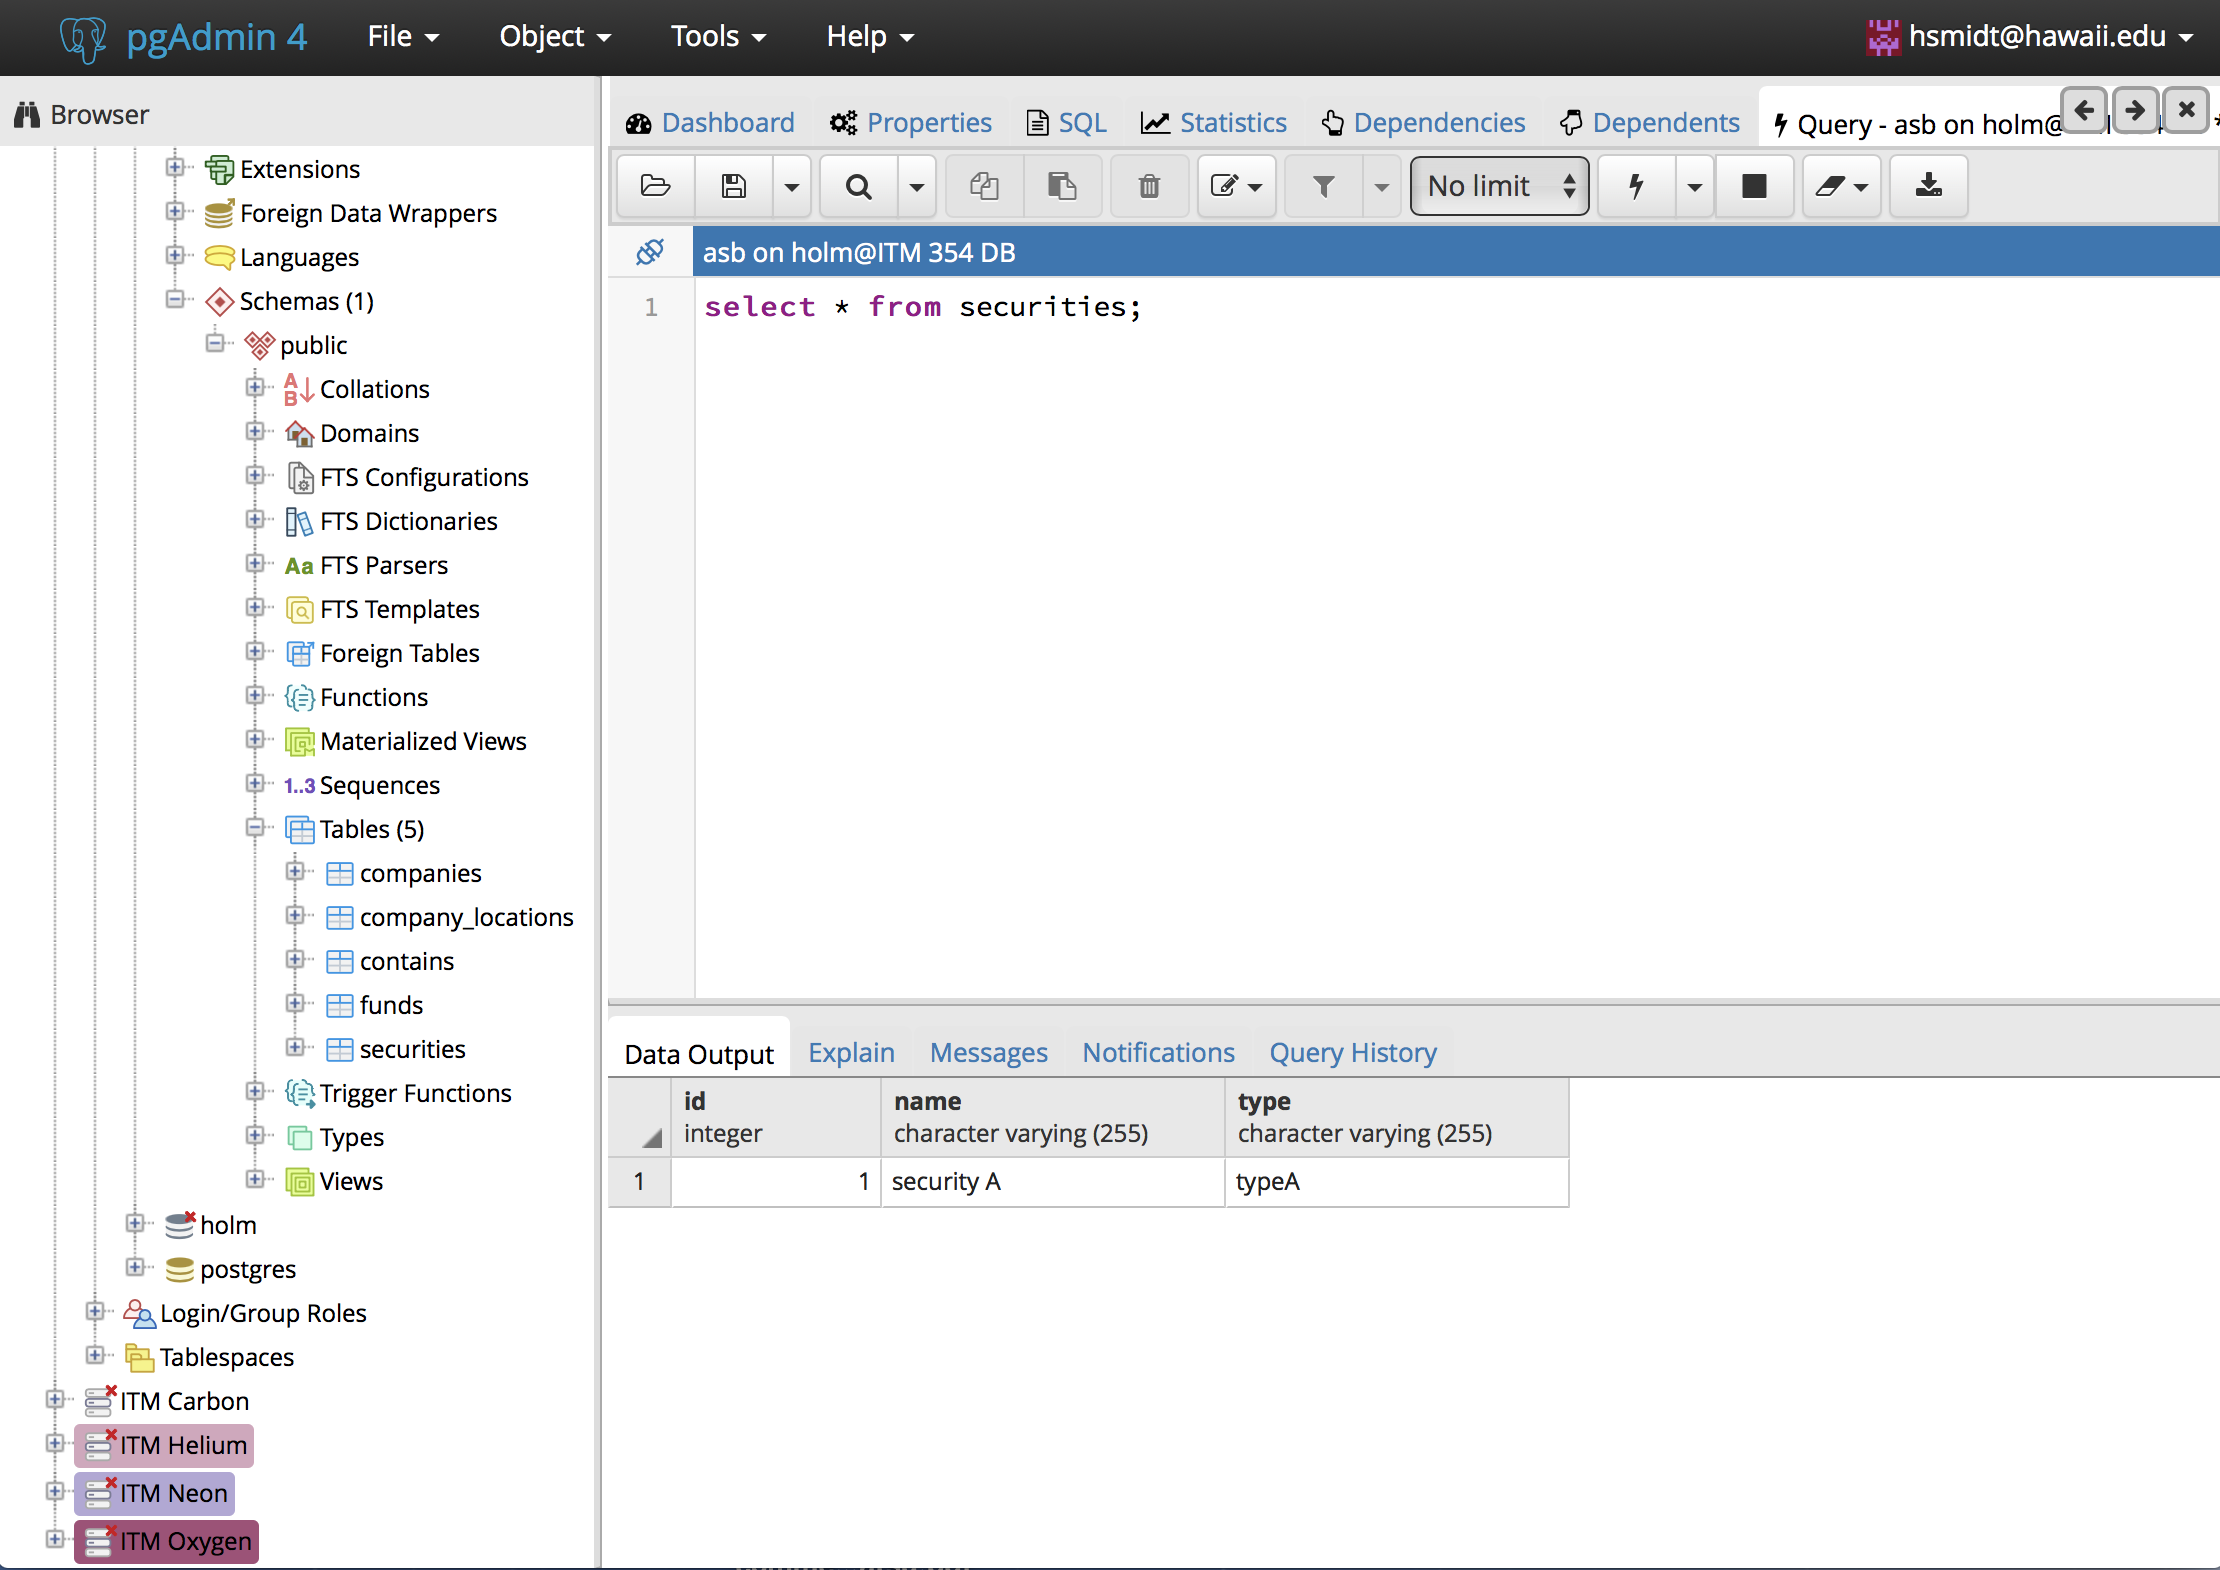 pgAdmin 4 File Object Tools Help hsmidt@hawaii.edu
Browser
Extensions
Foreign Data Wrappers
Languages
Schemas (1)
public
Collations
Domains
FTS Configurations
FTS Dictionaries
Aa FTS Parsers
FTS Templates
Foreign Tables
Functions
Materialized Views
1..3 Sequences
Tables (5)
companies
company_locations
contains
funds
securities
Trigger Functions
Types
Views
holm
postgres
Login/Group Roles
Tablespaces
ITM Carbon
ITM Helium
ITM Neon
ITM Oxygen
Dashboard Properties SQL Statistics Dependencies Dependents Query - asb on holm@
No limit
asb on holm@ITM 354 DB
1 select * from securities;
Data Output Explain Messages Notifications Query History
id name type
integer character varying (255) character varying (255)
1 1 security A typeA